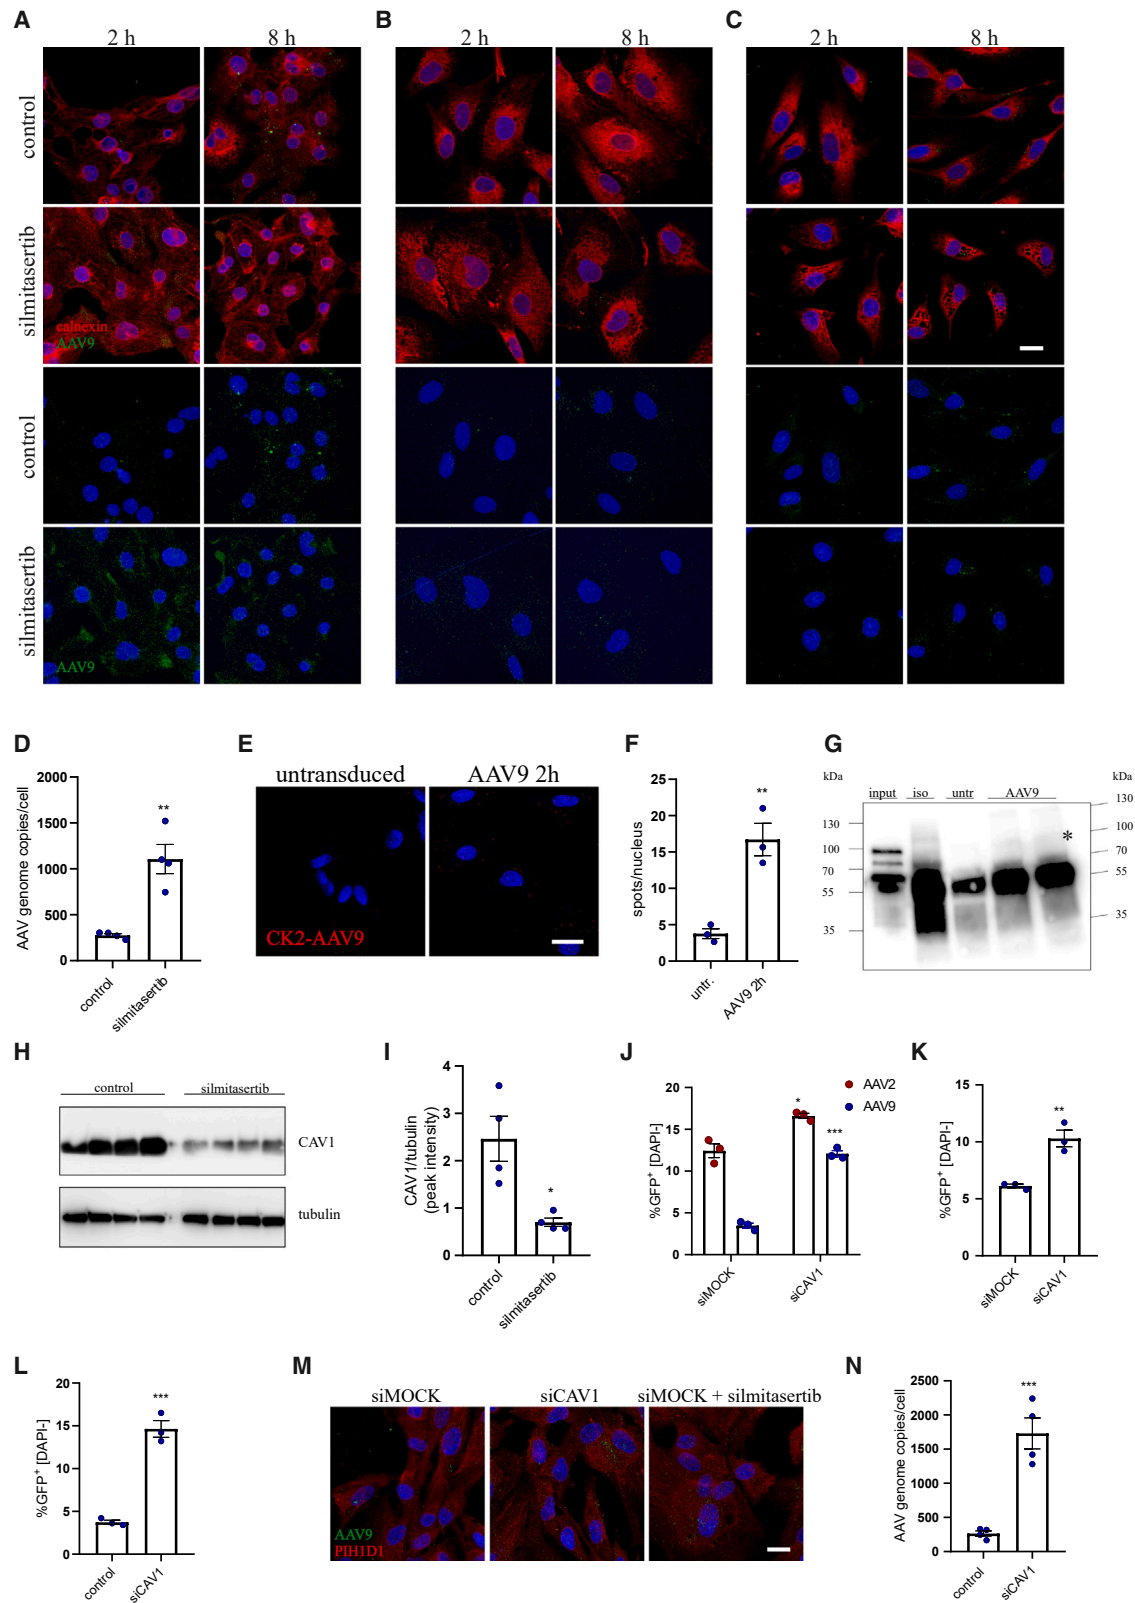 A
B
C
2 h
8 h
2 h
8 h
2 h
8 h
control
silmitasertib
calnexin
AAV9
control
silmitasertib
AAV9
D
AAV genome copies/cell
2000
1500
1000
500
0
**
control
silmitasertib
E
untransduced
AAV9 2h
CK2-AAV9
F
spots/nucleus
25
20
15
10
5
0
**
untr.
AAV9 2h
G
kDa
kDa
input
iso
untr
AAV9
130
100
70
55
35
130
100
70
55
35
*
H
control
silmitasertib
CAV1
tubulin
I
CAV1/tubulin
(peak intensity)
4
3
2
1
0
*
control
silmitasertib
J
%GFP⁺ [DAPI-]
20
15
10
5
0
*
***
AAV2
AAV9
siMOCK
siCAV1
K
%GFP⁺ [DAPI-]
15
10
5
0
**
siMOCK
siCAV1
L
%GFP⁺ [DAPI-]
20
15
10
5
0
***
control
siCAV1
M
siMOCK
siCAV1
siMOCK + silmitasertib
AAV9
PIH1D1
N
AAV genome copies/cell
2500
2000
1500
1000
500
0
***
control
siCAV1